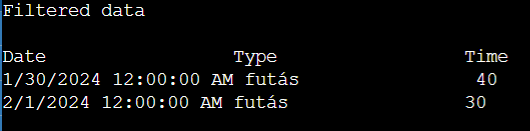 Filtered data
Date Type Time
1/30/2024 12:00:00 AM futás 40
2/1/2024 12:00:00 AM futás 30